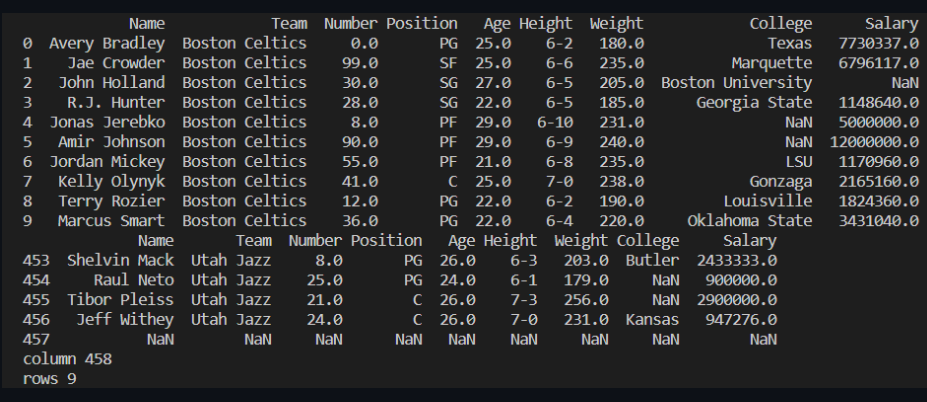 Name Team Number Position Age Height Weight College Salary
0 Avery Bradley Boston Celtics 0.0 PG 25.0 6-2 180.0 Texas 7730337.0
1 Jae Crowder Boston Celtics 99.0 SF 25.0 6-6 235.0 Marquette 6796117.0
2 John Holland Boston Celtics 30.0 SG 27.0 6-5 205.0 Boston University NaN
3 R.J. Hunter Boston Celtics 28.0 SG 22.0 6-5 185.0 Georgia State 1148640.0
4 Jonas Jerebko Boston Celtics 8.0 PF 29.0 6-10 231.0 NaN 5000000.0
5 Amir Johnson Boston Celtics 90.0 PF 29.0 6-9 240.0 NaN 12000000.0
6 Jordan Mickey Boston Celtics 55.0 PF 21.0 6-8 235.0 LSU 1170960.0
7 Kelly Olynyk Boston Celtics 41.0 C 25.0 7-0 238.0 Gonzaga 2165160.0
8 Terry Rozier Boston Celtics 12.0 PG 22.0 6-2 190.0 Louisville 1824360.0
9 Marcus Smart Boston Celtics 36.0 PG 22.0 6-4 220.0 Oklahoma State 3431040.0
Name Team Number Position Age Height Weight College Salary
453 Shelvin Mack Utah Jazz 8.0 PG 26.0 6-3 203.0 Butler 2433333.0
454 Raul Neto Utah Jazz 25.0 PG 24.0 6-1 179.0 NaN 900000.0
455 Tibor Pleiss Utah Jazz 21.0 C 26.0 7-3 256.0 NaN 2900000.0
456 Jeff Withey Utah Jazz 24.0 C 26.0 7-0 231.0 Kansas 947276.0
457 NaN NaN NaN NaN NaN NaN NaN NaN NaN
column 458
rows 9